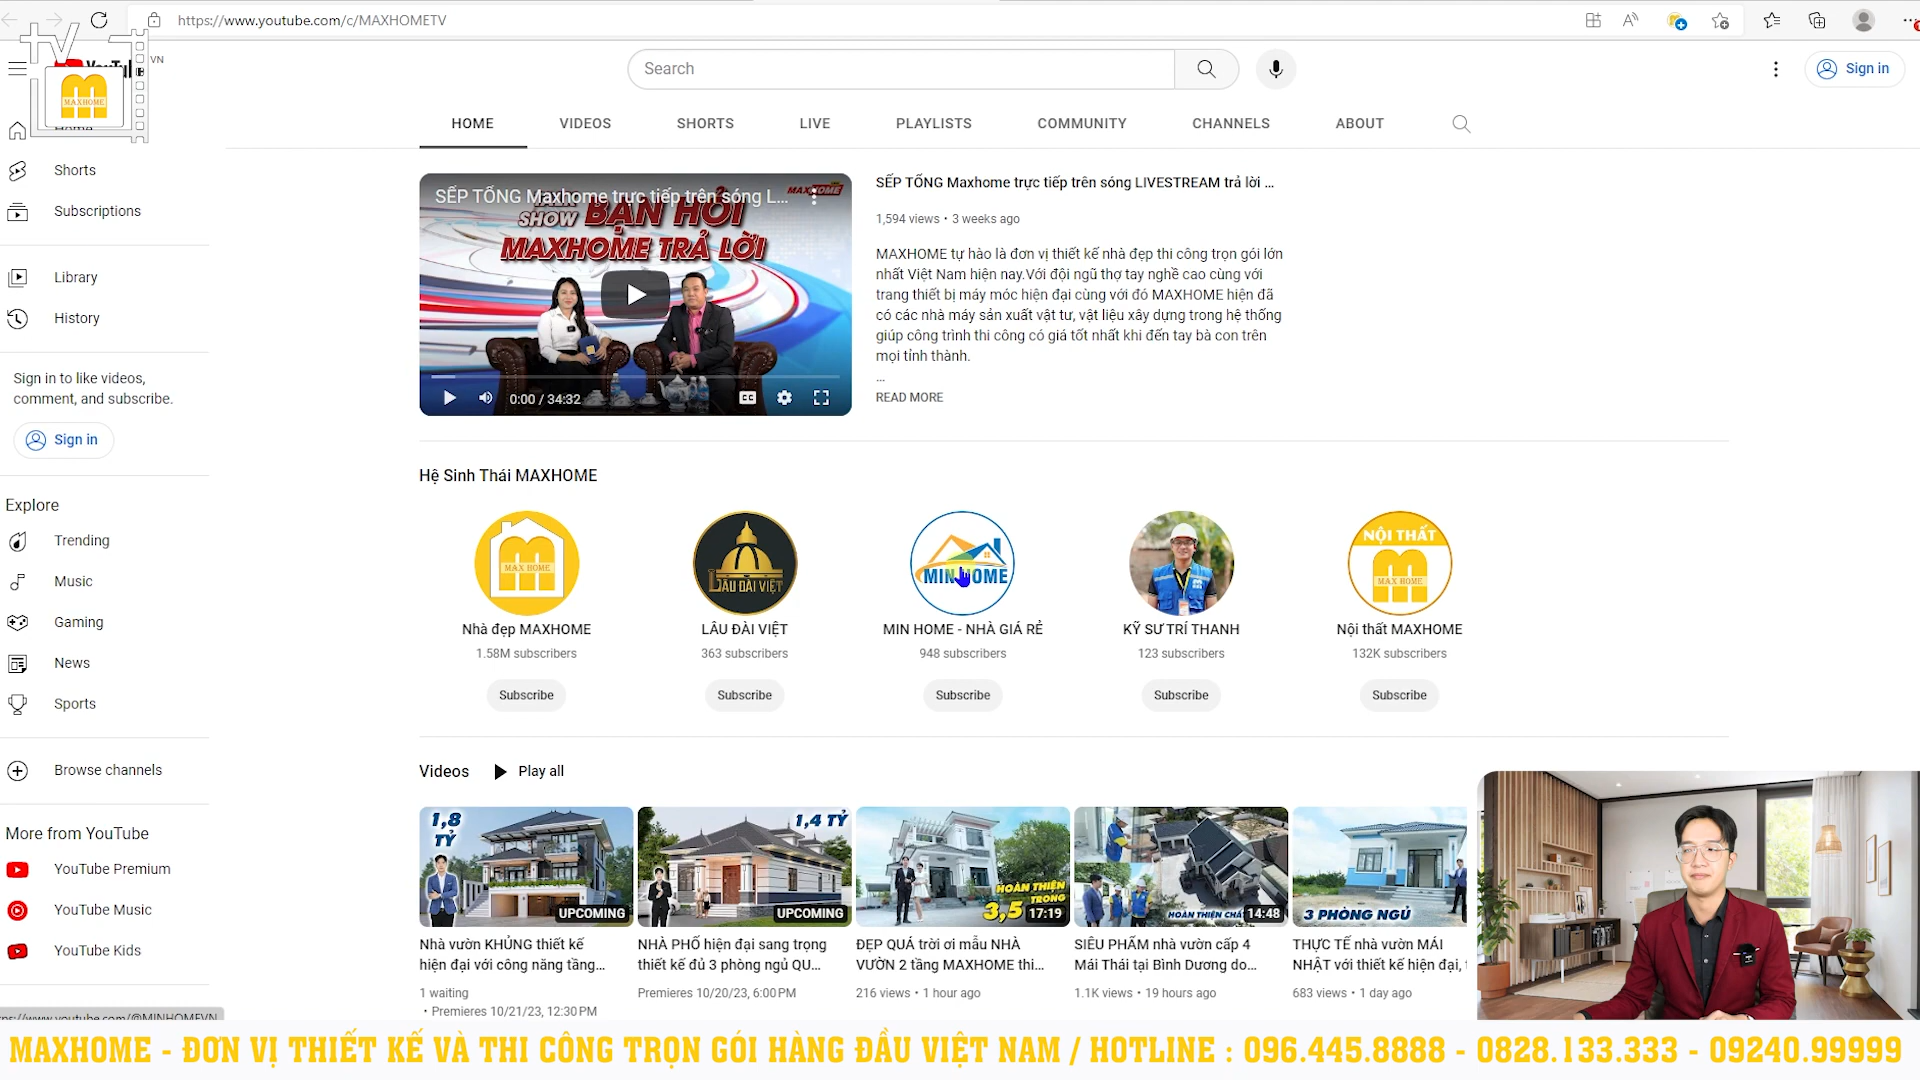 https://www.youtube.com/c/MAXHOMETV
TV
VN
MAXHOME
Search
Sign in
HOME
VIDEOS
SHORTS
LIVE
PLAYLISTS
COMMUNITY
CHANNELS
ABOUT
Home
Shorts
Subscriptions
Library
History
Sign in to like videos,
comment, and subscribe.
Sign in
Explore
Trending
Music
Gaming
News
Sports
Browse channels
More from YouTube
YouTube Premium
YouTube Music
YouTube Kids
SẾP TỔNG Maxhome trực tiếp trên sóng L...
MAXHOME
SHOW BẠN HỎI
MAXHOME TRẢ LỜI
0:00 / 34:32
SẾP TỔNG Maxhome trực tiếp trên sóng LIVESTREAM trả lời ...
1,594 views • 3 weeks ago
MAXHOME tự hào là đơn vị thiết kế nhà đẹp thi công trọn gói lớn
nhất Việt Nam hiện nay.Với đội ngũ thợ tay nghề cao cùng với
trang thiết bị máy móc hiện đại cùng với đó MAXHOME hiện đã
có các nhà máy sản xuất vật tư, vật liệu xây dựng trong hệ thống
giúp công trình thi công có giá tốt nhất khi đến tay bà con trên
mọi tỉnh thành.
...
READ MORE
Hệ Sinh Thái MAXHOME
MAX HOME
LÂU ĐÀI VIỆT
MIN HOME
NỘI THẤT
MAX HOME
Nhà đẹp MAXHOME
LÂU ĐÀI VIỆT
MIN HOME - NHÀ GIÁ RẺ
KỸ SƯ TRÍ THANH
Nội thất MAXHOME
1.58M subscribers
363 subscribers
948 subscribers
123 subscribers
132K subscribers
Subscribe
Subscribe
Subscribe
Subscribe
Subscribe
Videos
Play all
1,8 TỶ
UPCOMING
1,4 TỶ
UPCOMING
HOÀN THIỆN TRONG
3,5
17:19
HOÀN THIỆN
14:48
3 PHÒNG NGỦ
Nhà vườn KHỦNG thiết kế
hiện đại với công năng tầng...
1 waiting
• Premieres 10/21/23, 12:30 PM
NHÀ PHỐ hiện đại sang trọng
thiết kế đủ 3 phòng ngủ QU...
Premieres 10/20/23, 6:00 PM
ĐẸP QUÁ trời ơi mẫu NHÀ
VƯỜN 2 tầng MAXHOME thi...
216 views • 1 hour ago
SIÊU PHẨM nhà vườn cấp 4
Mái Thái tại Bình Dương do...
1.1K views • 19 hours ago
THỰC TẾ nhà vườn MÁI
NHẬT với thiết kế hiện đại,
683 views • 1 day ago
MAXHOME - ĐƠN VỊ THIẾT KẾ VÀ THI CÔNG TRỌN GÓI HÀNG ĐẦU VIỆT NAM / HOTLINE : 096.445.8888 - 0828.133.333 - 09240.99999